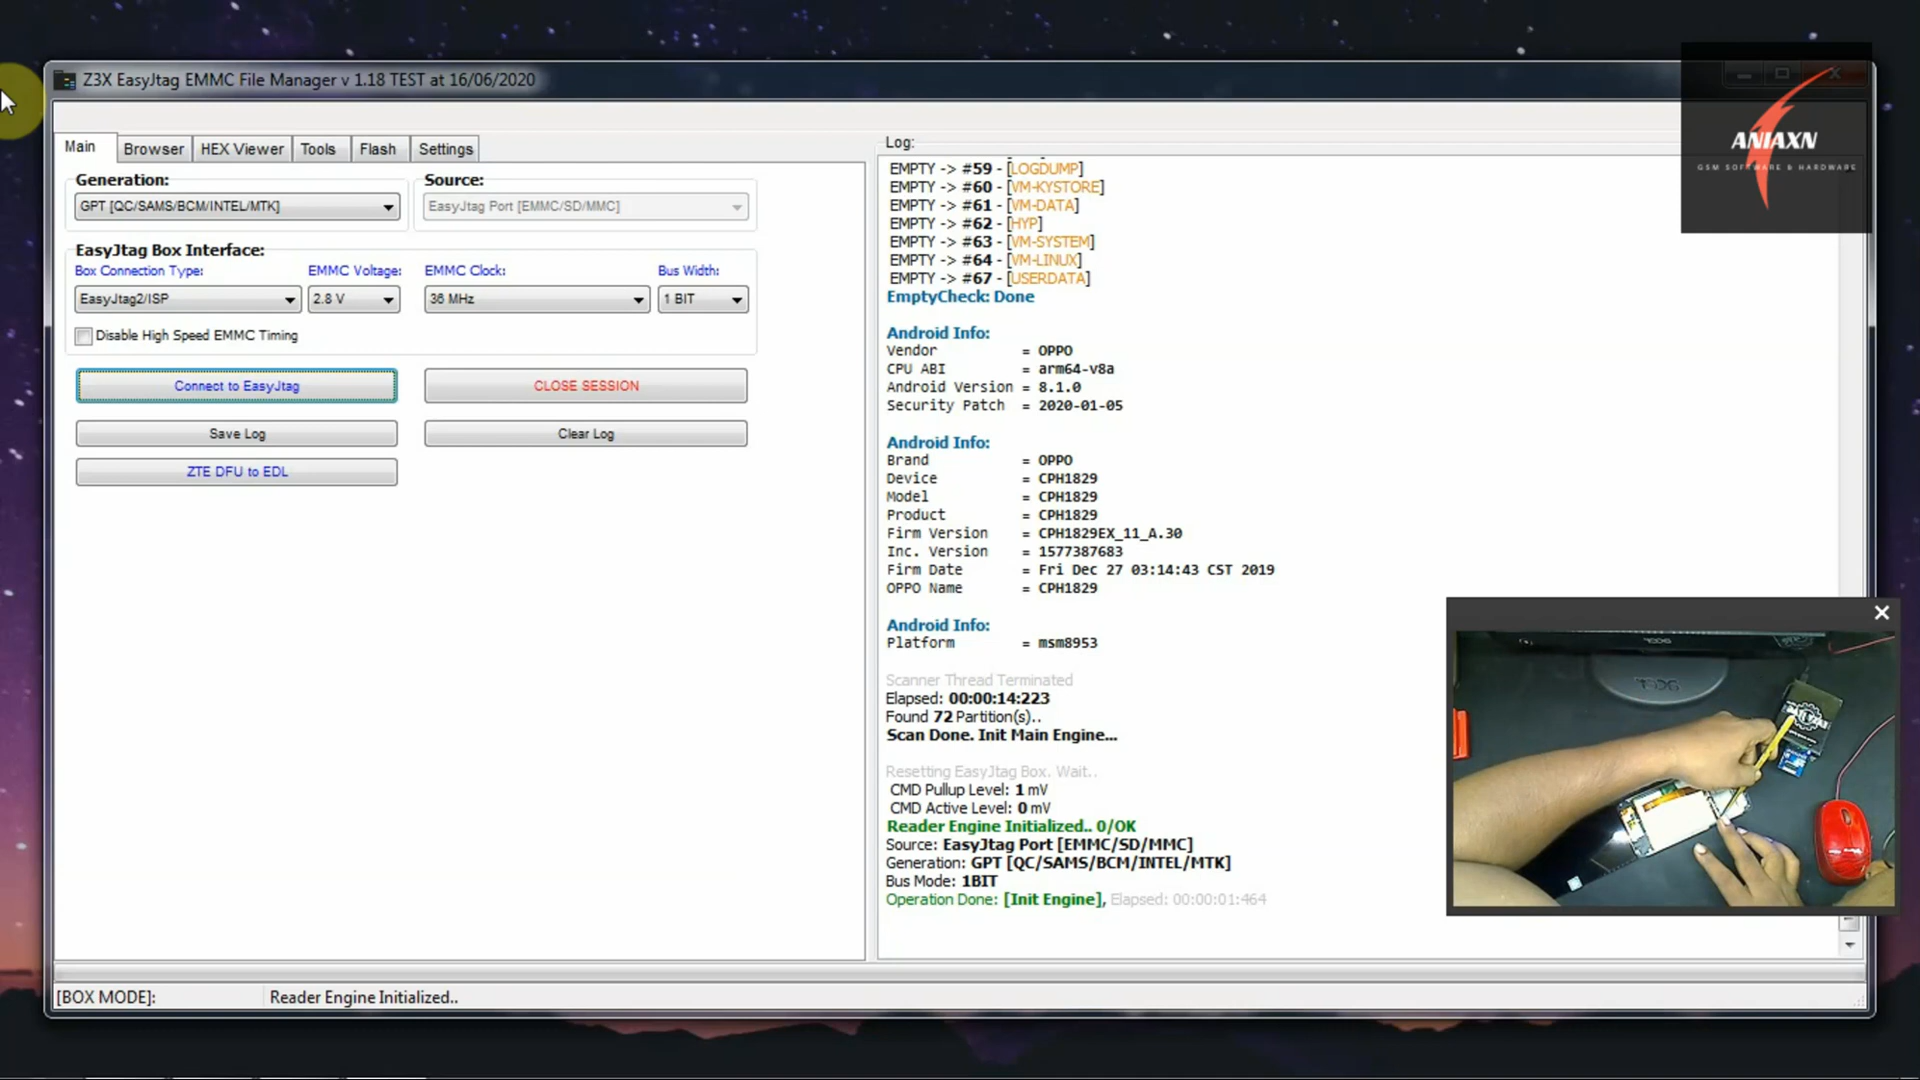 Z3X EasyJtag EMMC File Manager v 1.18 TEST at 16/06/2020
ANIAXN
GSM SOFTWARE & HARDWARE
Main
Browser
HEX Viewer
Tools
Flash
Settings
Generation:
Source:
GPT [QC/SAMS/BCM/INTEL/MTK]
EasyJtag Port [EMMC/SD/MMC]
EasyJtag Box Interface:
Box Connection Type:
EMMC Voltage:
EMMC Clock:
Bus Width:
EasyJtag2/ISP
2.8 V
36 MHz
1 BIT
Disable High Speed EMMC Timing
Connect to EasyJtag
CLOSE SESSION
Save Log
Clear Log
ZTE DFU to EDL
Log:
EMPTY -> #59 - [LOGDUMP]
EMPTY -> #60 - [VM-KYSTORE]
EMPTY -> #61 - [VM-DATA]
EMPTY -> #62 - [HYP]
EMPTY -> #63 - [VM-SYSTEM]
EMPTY -> #64 - [VM-LINUX]
EMPTY -> #67 - [USERDATA]
EmptyCheck: Done
Android Info:
Vendor = OPPO
CPU ABI = arm64-v8a
Android Version = 8.1.0
Security Patch = 2020-01-05
Android Info:
Brand = OPPO
Device = CPH1829
Model = CPH1829
Product = CPH1829
Firm Version = CPH1829EX_11_A.30
Inc. Version = 1577387683
Firm Date = Fri Dec 27 03:14:43 CST 2019
OPPO Name = CPH1829
Android Info:
Platform = msm8953
Scanner Thread Terminated
Elapsed: 00:00:14:223
Found 72 Partition(s)..
Scan Done. Init Main Engine...
Resetting EasyJtag Box. Wait..
CMD Pullup Level: 1 mV
CMD Active Level: 0 mV
Reader Engine Initialized.. 0/OK
Source: EasyJtag Port [EMMC/SD/MMC]
Generation: GPT [QC/SAMS/BCM/INTEL/MTK]
Bus Mode: 1BIT
Operation Done: [Init Engine], Elapsed: 00:00:01:464
[BOX MODE]:
Reader Engine Initialized..